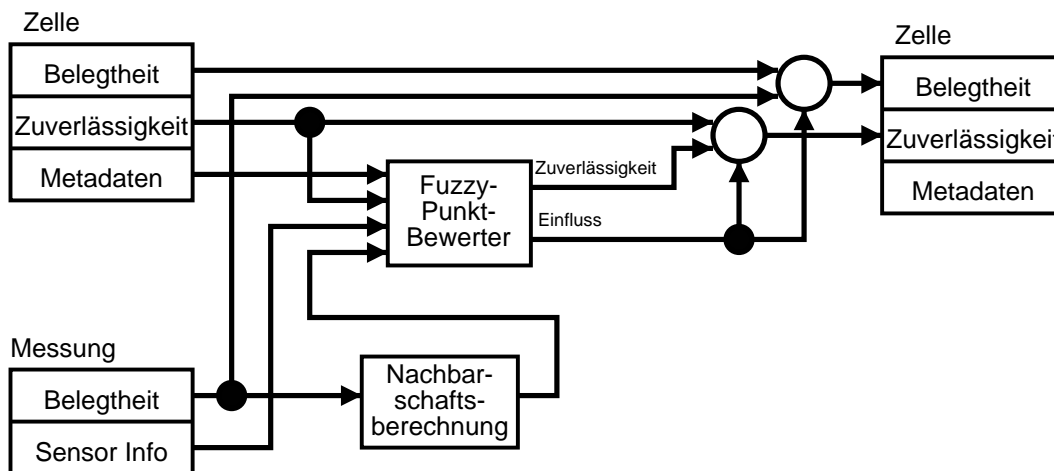 Zelle
Belegtheit
Zuverlässigkeit
Metadaten
Messung
Belegtheit
Sensor Info
Fuzzy-
Punkt-
Bewerter
Zuverlässigkeit
Einfluss
Nachbar-
schafts-
berechnung
Zelle
Belegtheit
Zuverlässigkeit
Metadaten